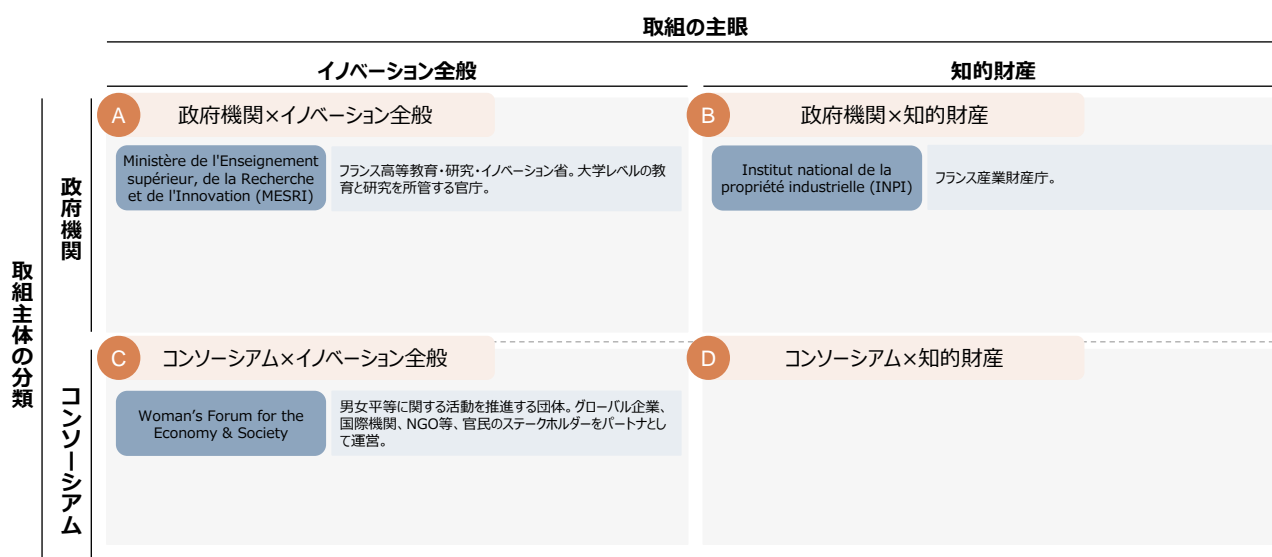 取組の主眼
イノベーション全般
知的財産
取組主体の分類
政府機関
A
政府機関×イノベーション全般
Ministère de l'Enseignement
supérieur, de la Recherche
et de l'Innovation (MESRI)
フランス高等教育・研究・イノベーション省。大学レベルの教
育と研究を所管する官庁。
B
政府機関×知的財産
Institut national de la
propriété industrielle (INPI)
フランス産業財産庁。
コンソーシアム
C
コンソーシアム×イノベーション全般
Woman's Forum for the
Economy & Society
男女平等に関する活動を推進する団体。グローバル企業、
国際機関、NGO等、官民のステークホルダーをパートナとし
て運営。
D
コンソーシアム×知的財産